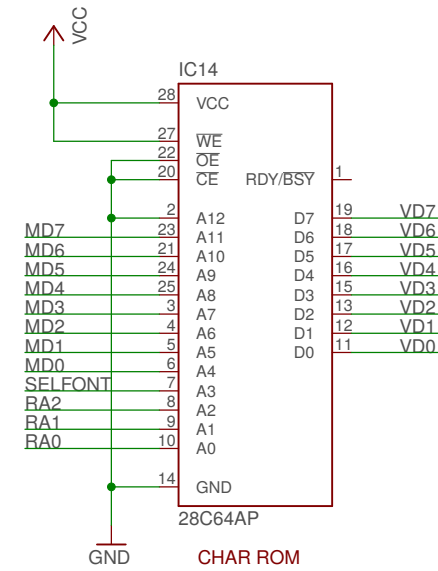 VCC
IC14
28 VCC
27 WE
22 OE
20 CE RDY/BSY 1
2 A12 D7 19 VD7
MD7 23 A11 D6 18 VD6
MD6 21 A10 D5 17 VD5
MD5 24 A9 D4 16 VD4
MD4 25 A8 D3 15 VD3
MD3 3 A7 D2 13 VD2
MD2 4 A6 D1 12 VD1
MD1 5 A5 D0 11 VD0
MD0 6 A4
SELFONT 7 A3
RA2 8 A2
RA1 9 A1
RA0 10 A0
14 GND
28C64AP
GND CHAR ROM